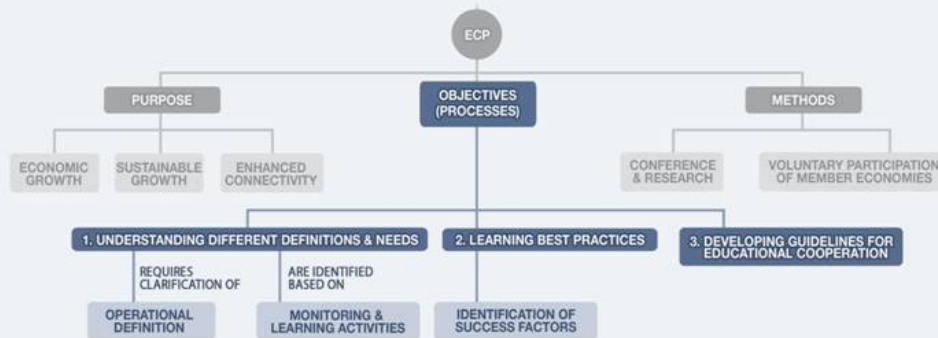 ECP
PURPOSE
OBJECTIVES
(PROCESSES)
METHODS
ECONOMIC
GROWTH
SUSTAINABLE
GROWTH
ENHANCED
CONNECTIVITY
CONFERENCE
& RESEARCH
VOLUNTARY PARTICIPATION
OF MEMBER ECONOMIES
1. UNDERSTANDING DIFFERENT DEFINITIONS & NEEDS
2. LEARNING BEST PRACTICES
3. DEVELOPING GUIDELINES FOR
EDUCATIONAL COOPERATION
REQUIRES
CLARIFICATION OF
ARE IDENTIFIED
BASED ON
OPERATIONAL
DEFINITION
MONITORING &
LEARNING ACTIVITIES
IDENTIFICATION OF
SUCCESS FACTORS